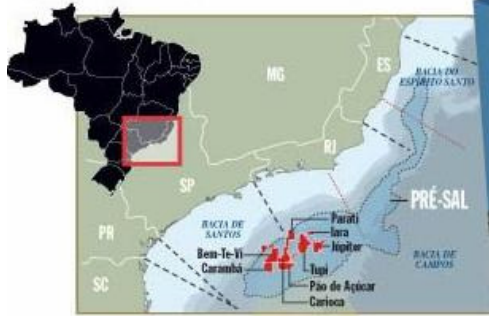 MG
ES
BACIA DO
ESPÍRITO SANTO
RJ
SP
PRÉ-SAL
PR
BACIA DE
SANTOS
Parati
Iara
Júpiter
Bem-Te-Vi
Carambá
BACIA DE
CAMPOS
Tupi
SC
Pão de Açúcar
Carioca